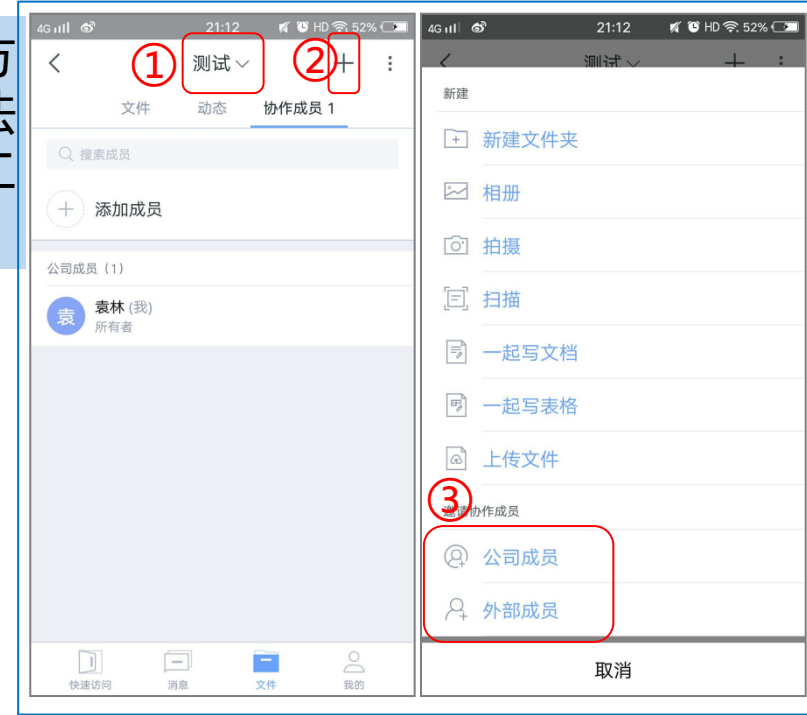 4G 21:12 HD 52%
① 测试 ②
文件 动态 协作成员 1
搜索成员
添加成员
公司成员（1）
袁 袁林 (我)
所有者
快速访问 消息 文件 我的
4G 21:12 HD 52%
测试
新建
新建文件夹
相册
拍摄
扫描
一起写文档
一起写表格
上传文件
③
邀请协作成员
公司成员
外部成员
取消